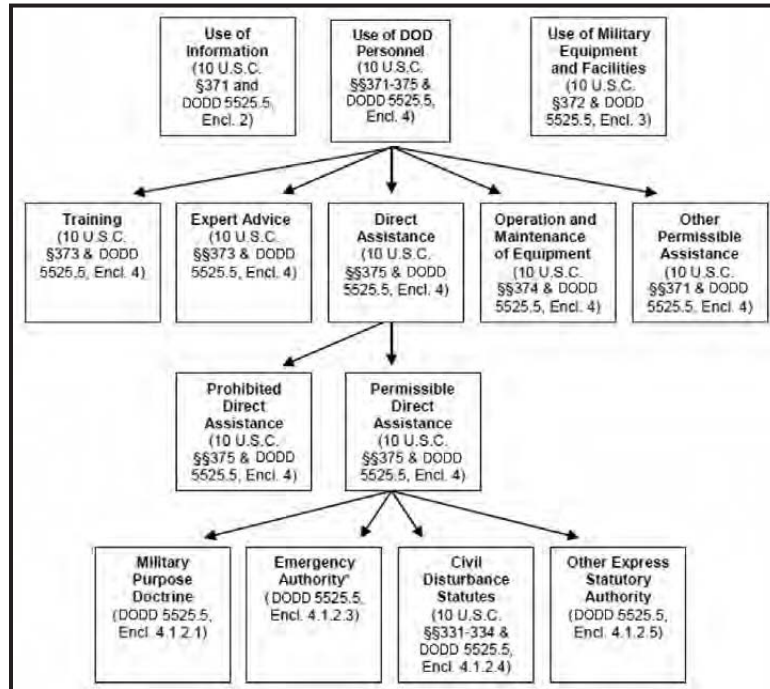 Use of
Information
(10 U.S.C.
§371 and
DODD 5525.5,
Encl. 2)
Use of DOD
Personnel
(10 U.S.C.
§§371-375 &
DODD 5525.5,
Encl. 4)
Use of Military
Equipment
and Facilities
(10 U.S.C.
§372 & DODD
5525.5, Encl. 3)
Training
(10 U.S.C.
§373 & DODD
5525.5, Encl. 4)
Expert Advice
(10 U.S.C.
§§373 & DODD
5525.5, Encl. 4)
Direct
Assistance
(10 U.S.C.
§§375 & DODD
5525.5, Encl. 4)
Operation and
Maintenance
of Equipment
(10 U.S.C.
§§374 & DODD
5525.5, Encl. 4)
Other
Permissible
Assistance
(10 U.S.C.
§§371 & DODD
5525.5, Encl. 4)
Prohibited
Direct
Assistance
(10 U.S.C.
§§375 & DODD
5525.5, Encl. 4)
Permissible
Direct
Assistance
(10 U.S.C.
§§375 & DODD
5525.5, Encl. 4)
Military
Purpose
Doctrine
(DODD 5525.5,
Encl. 4.1.2.1)
Emergency
Authority*
(DODD 5525.5,
Encl. 4.1.2.3)
Civil
Disturbance
Statutes
(10 U.S.C.
§§331-334 &
DODD 5525.5,
Encl. 4.1.2.4)
Other Express
Statutory
Authority
(DODD 5525.5,
Encl. 4.1.2.5)